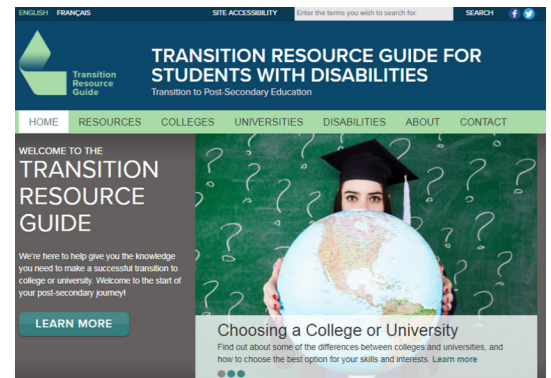 ENGLISH FRANÇAIS SITE ACCESSIBILITY Enter the terms you wish to search for. SEARCH
Transition
Resource
Guide
TRANSITION RESOURCE GUIDE FOR
STUDENTS WITH DISABILITIES
Transition to Post-Secondary Education
HOME RESOURCES COLLEGES UNIVERSITIES DISABILITIES ABOUT CONTACT
WELCOME TO THE
TRANSITION
RESOURCE
GUIDE
We're here to help give you the knowledge
you need to make a successful transition to
college or university. Welcome to the start of
your post-secondary journey!
LEARN MORE
Choosing a College or University
Find out about some of the differences between colleges and universities, and
how to choose the best option for your skills and interests. Learn more